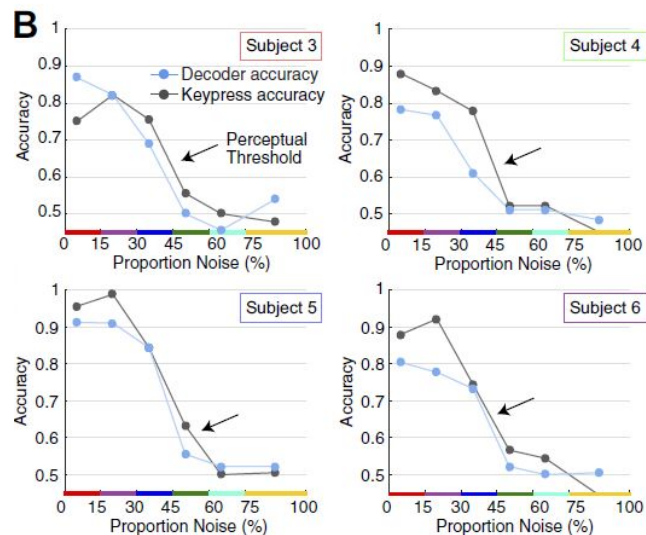 B
Subject 3
Decoder accuracy
Keypress accuracy
Perceptual
Threshold
Accuracy
1
0.9
0.8
0.7
0.6
0.5
0 15 30 45 60 75 100
Proportion Noise (%)
Subject 4
Accuracy
1
0.9
0.8
0.7
0.6
0.5
0 15 30 45 60 75 100
Proportion Noise (%)
Subject 5
Accuracy
1
0.9
0.8
0.7
0.6
0.5
0 15 30 45 60 75 100
Proportion Noise (%)
Subject 6
Accuracy
1
0.9
0.8
0.7
0.6
0.5
0 15 30 45 60 75 100
Proportion Noise (%)